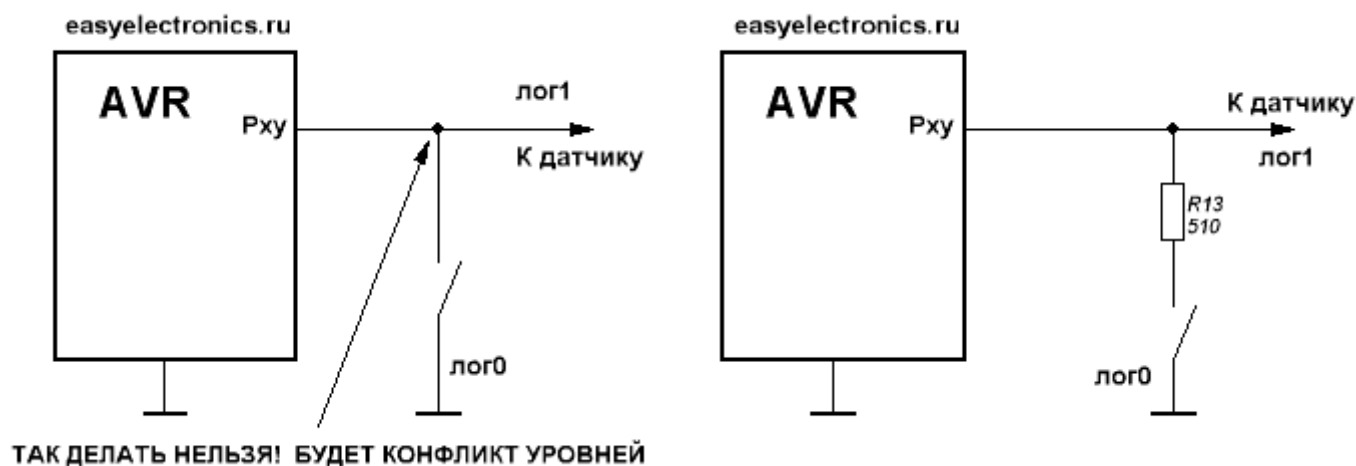 easyelectronics.ru
AVR
Pxy
лог1
К датчику
лог0
ТАК ДЕЛАТЬ НЕЛЬЗЯ! БУДЕТ КОНФЛИКТ УРОВНЕЙ
easyelectronics.ru
AVR
Pxy
К датчику
лог1
R13
510
лог0